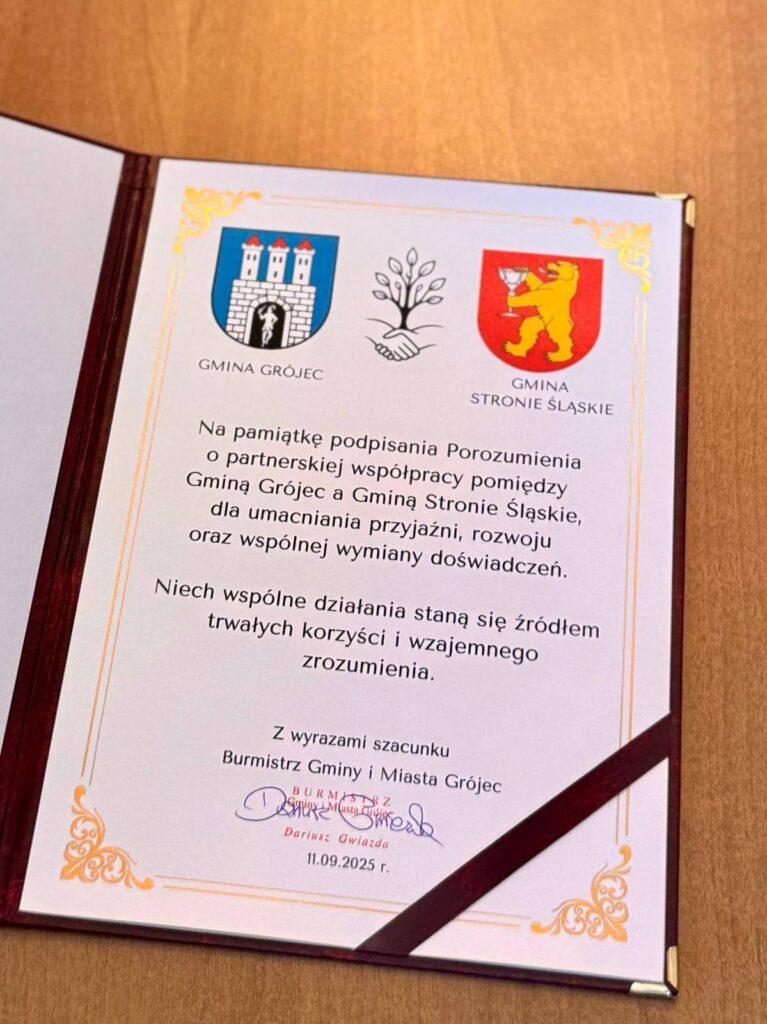 GMINA GRÓJEC
GMINA
STRONIE ŚLĄSKIE
Na pamiątkę podpisania Porozumienia
o partnerskiej współpracy pomiędzy
Gminą Grójec a Gminą Stronie Śląskie,
dla umacniania przyjaźni, rozwoju
oraz wspólnej wymiany doświadczeń.
Niech wspólne działania staną się źródłem
trwałych korzyści i wzajemnego
zrozumienia.
Z wyrazami szacunku
Burmistrz Gminy i Miasta Grójec
BURMISTRZ
Gminy i Miasta Grójec
Dariusz Gwiazda
11.09.2025 r.